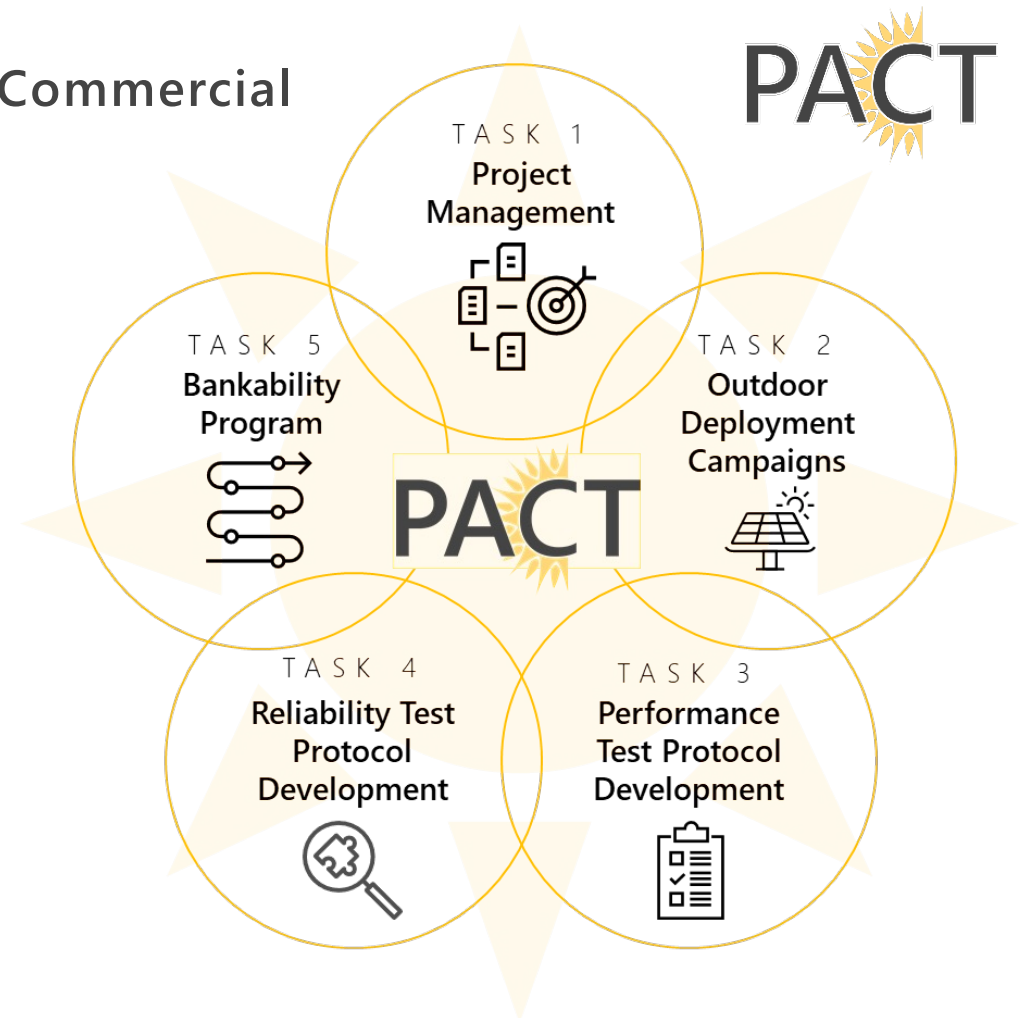 Commercial
PACT
TASK 1
Project
Management
TASK 5
Bankability
Program
TASK 2
Outdoor
Deployment
Campaigns
PACT
TASK 4
Reliability Test
Protocol
Development
TASK 3
Performance
Test Protocol
Development